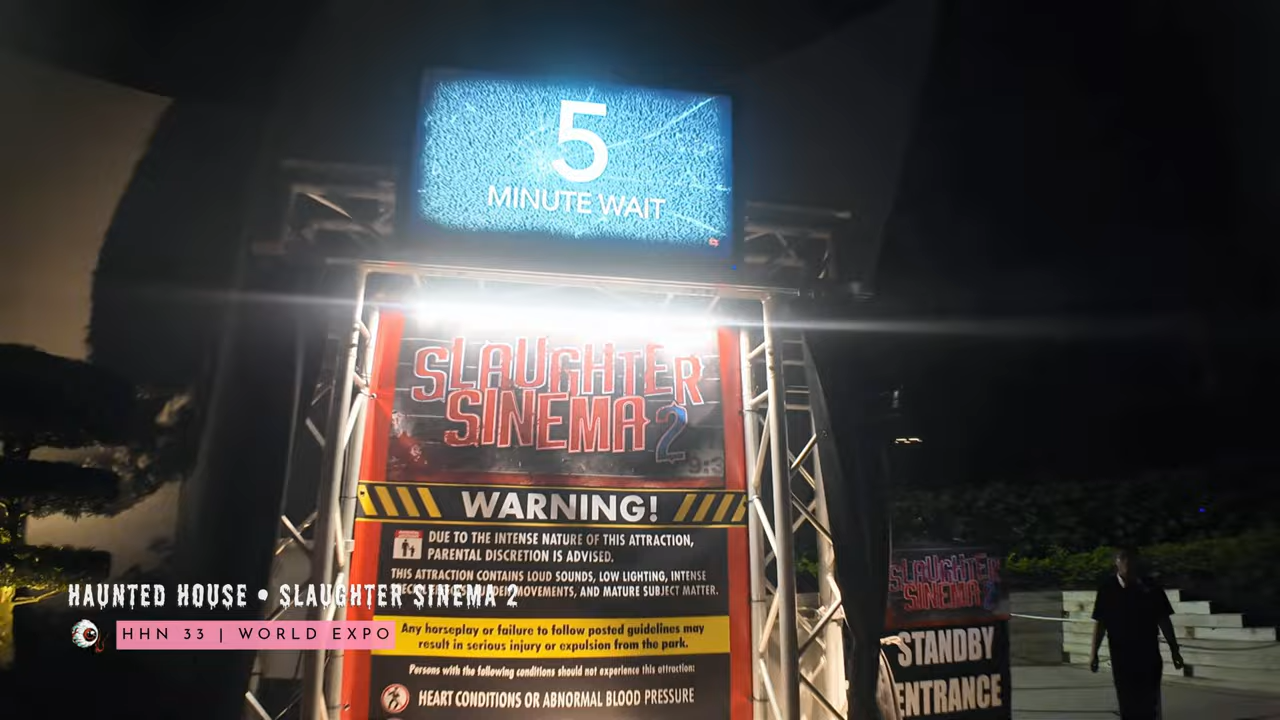 5
MINUTE WAIT
SLAUGHTER
SINEMA 2
WARNING!
DUE TO THE INTENSE NATURE OF THIS ATTRACTION,
PARENTAL DISCRETION IS ADVISED.
THIS ATTRACTION CONTAINS LOUD SOUNDS, LOW LIGHTING, INTENSE
MOVEMENTS, AND MATURE SUBJECT MATTER.
Any horseplay or failure to follow posted guidelines may
result in serious injury or expulsion from the park.
Persons with the following conditions should not experience this attraction:
HEART CONDITIONS OR ABNORMAL BLOOD PRESSURE
SLAUGHTER
SINEMA 2
STANDBY
ENTRANCE
HAUNTED HOUSE • SLAUGHTER SINEMA 2
HHN 33 | WORLD EXPO